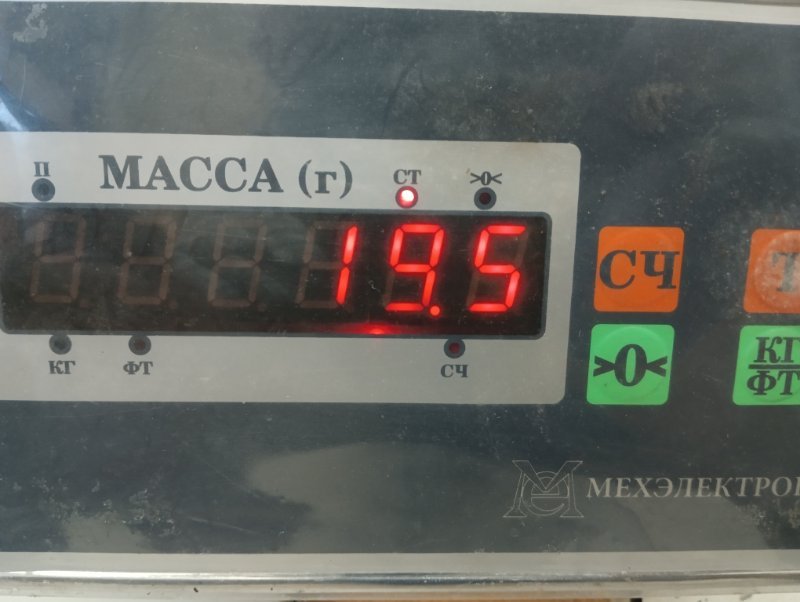 П МАССА (г) СТ >0<
19.5
КГ ФТ СЧ
СЧ Т
>0< КГ
ФТ
МЕХЭЛЕКТРО